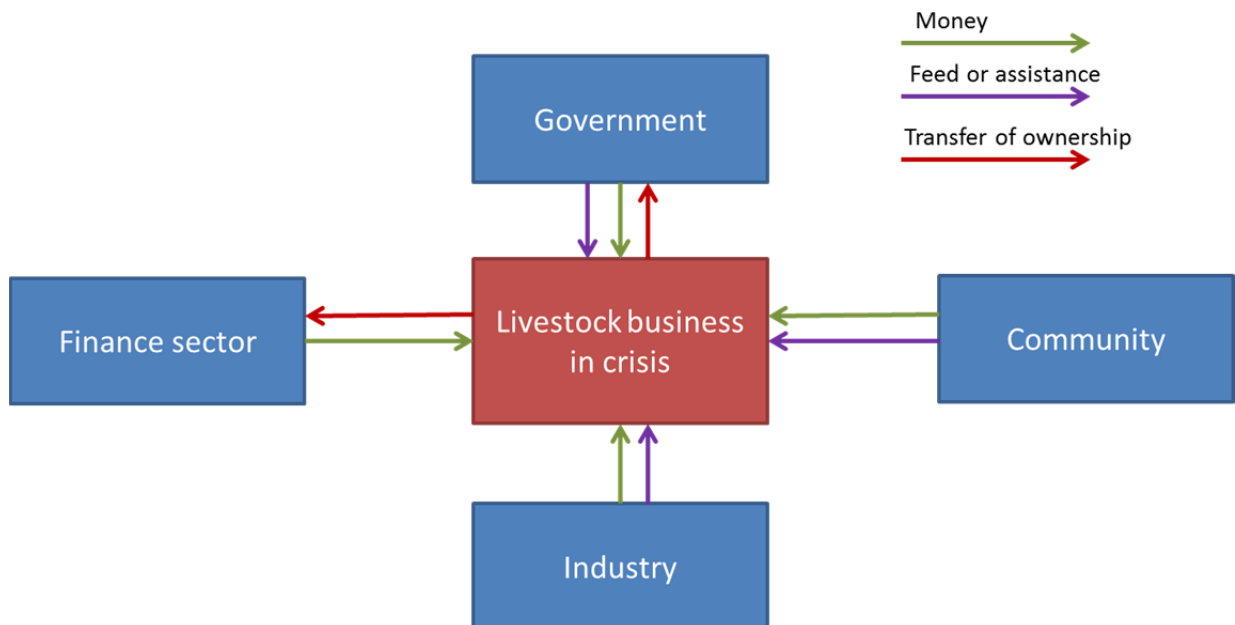 Money
Feed or assistance
Transfer of ownership
Government
Finance sector
Livestock business
in crisis
Community
Industry